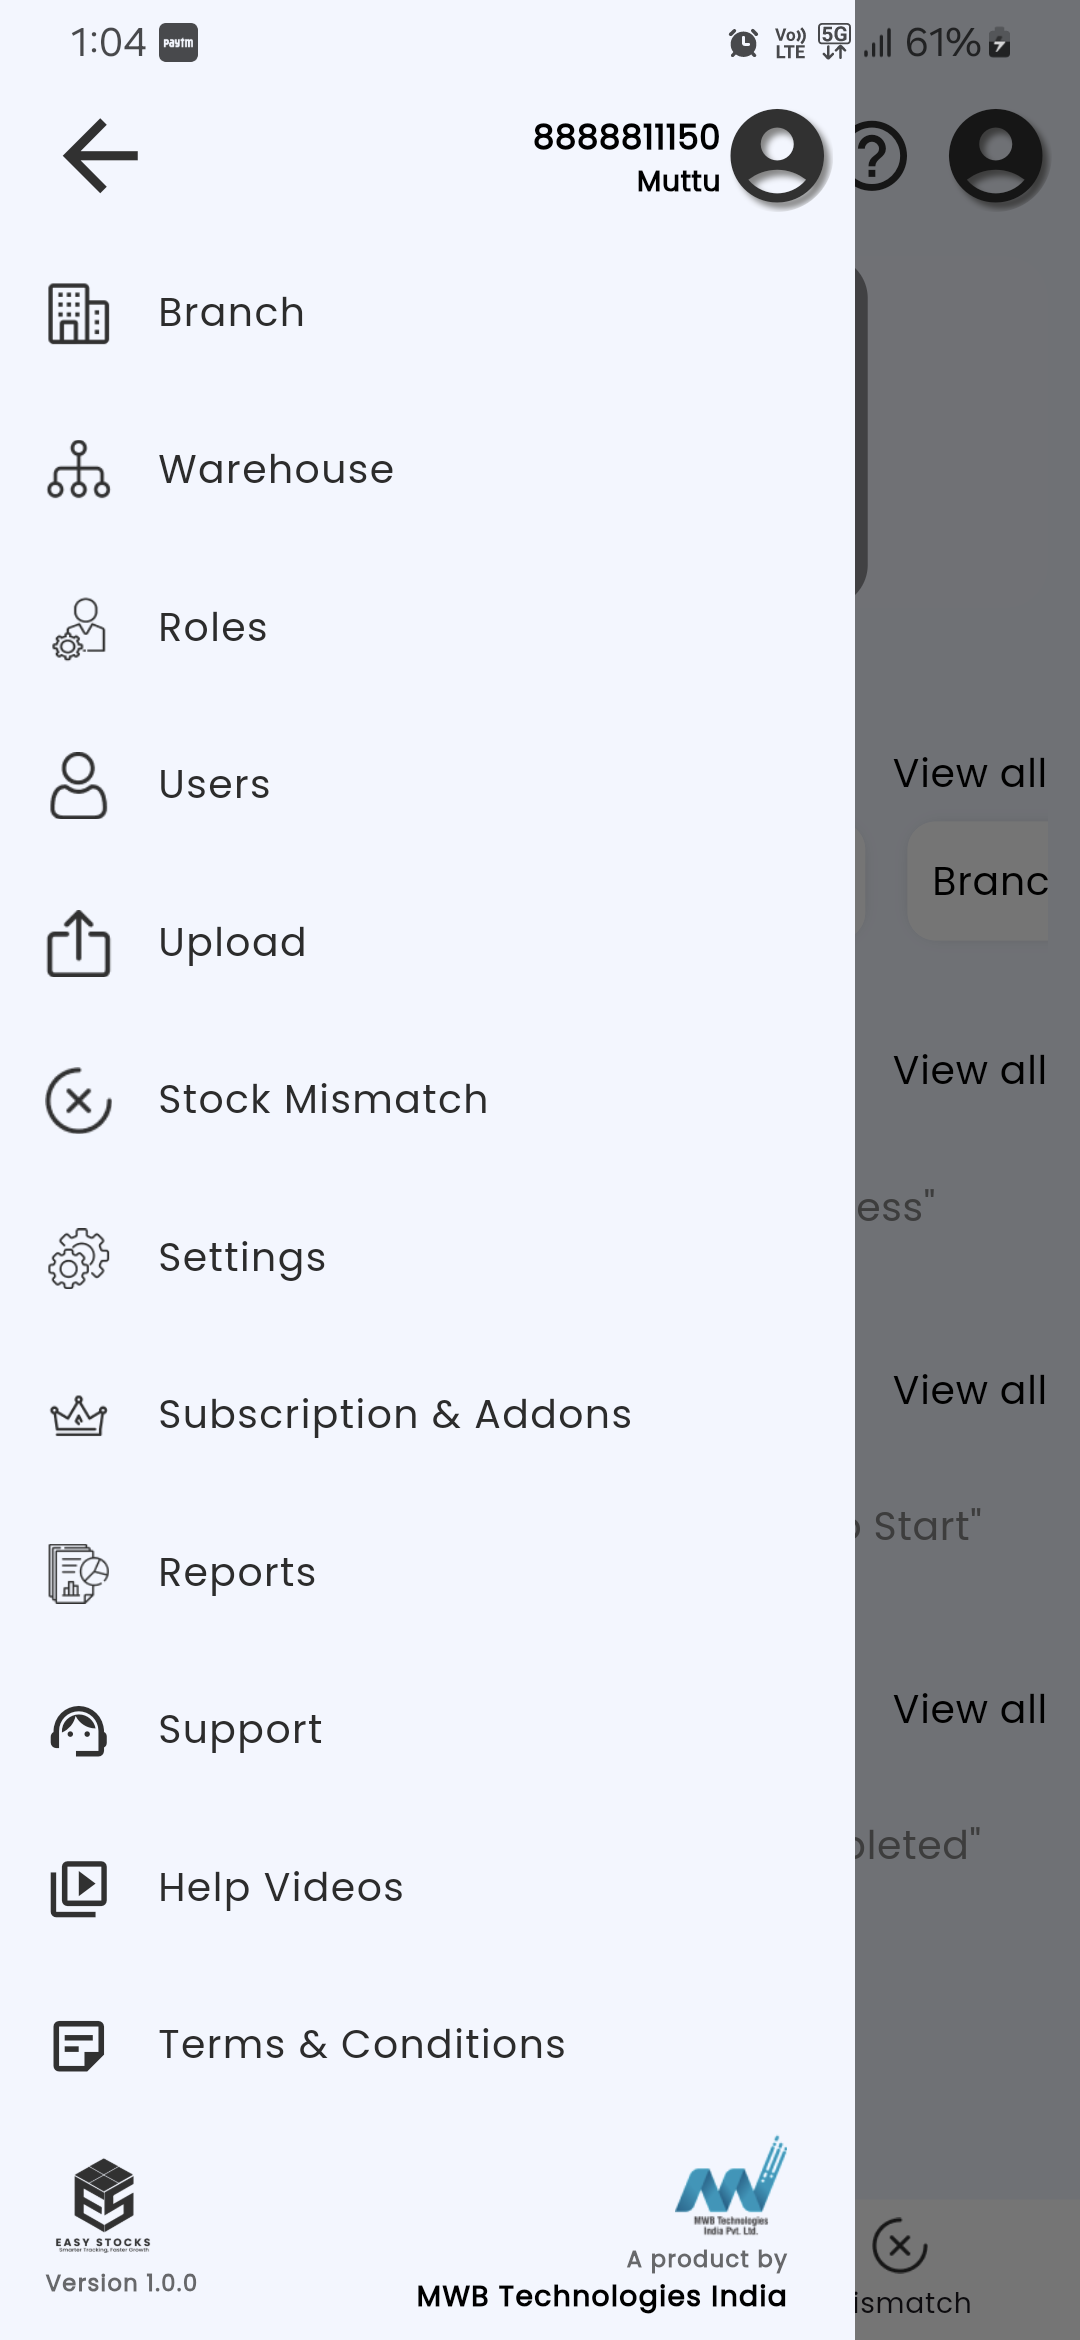 1:04 paytm Vo)) LTE 5G 61%
8888811150
Muttu
Branch
Warehouse
Roles
Users
View all
Branc
Upload
View all
Stock Mismatch
ess"
Settings
View all
Subscription & Addons
Start"
Reports
View all
Support
pleted"
Help Videos
Terms & Conditions
MWB Technologies
India Pvt. Ltd.
EASY STOCKS
Smarter Tracking, Faster Growth
A product by
Version 1.0.0
MWB Technologies India
ismatch